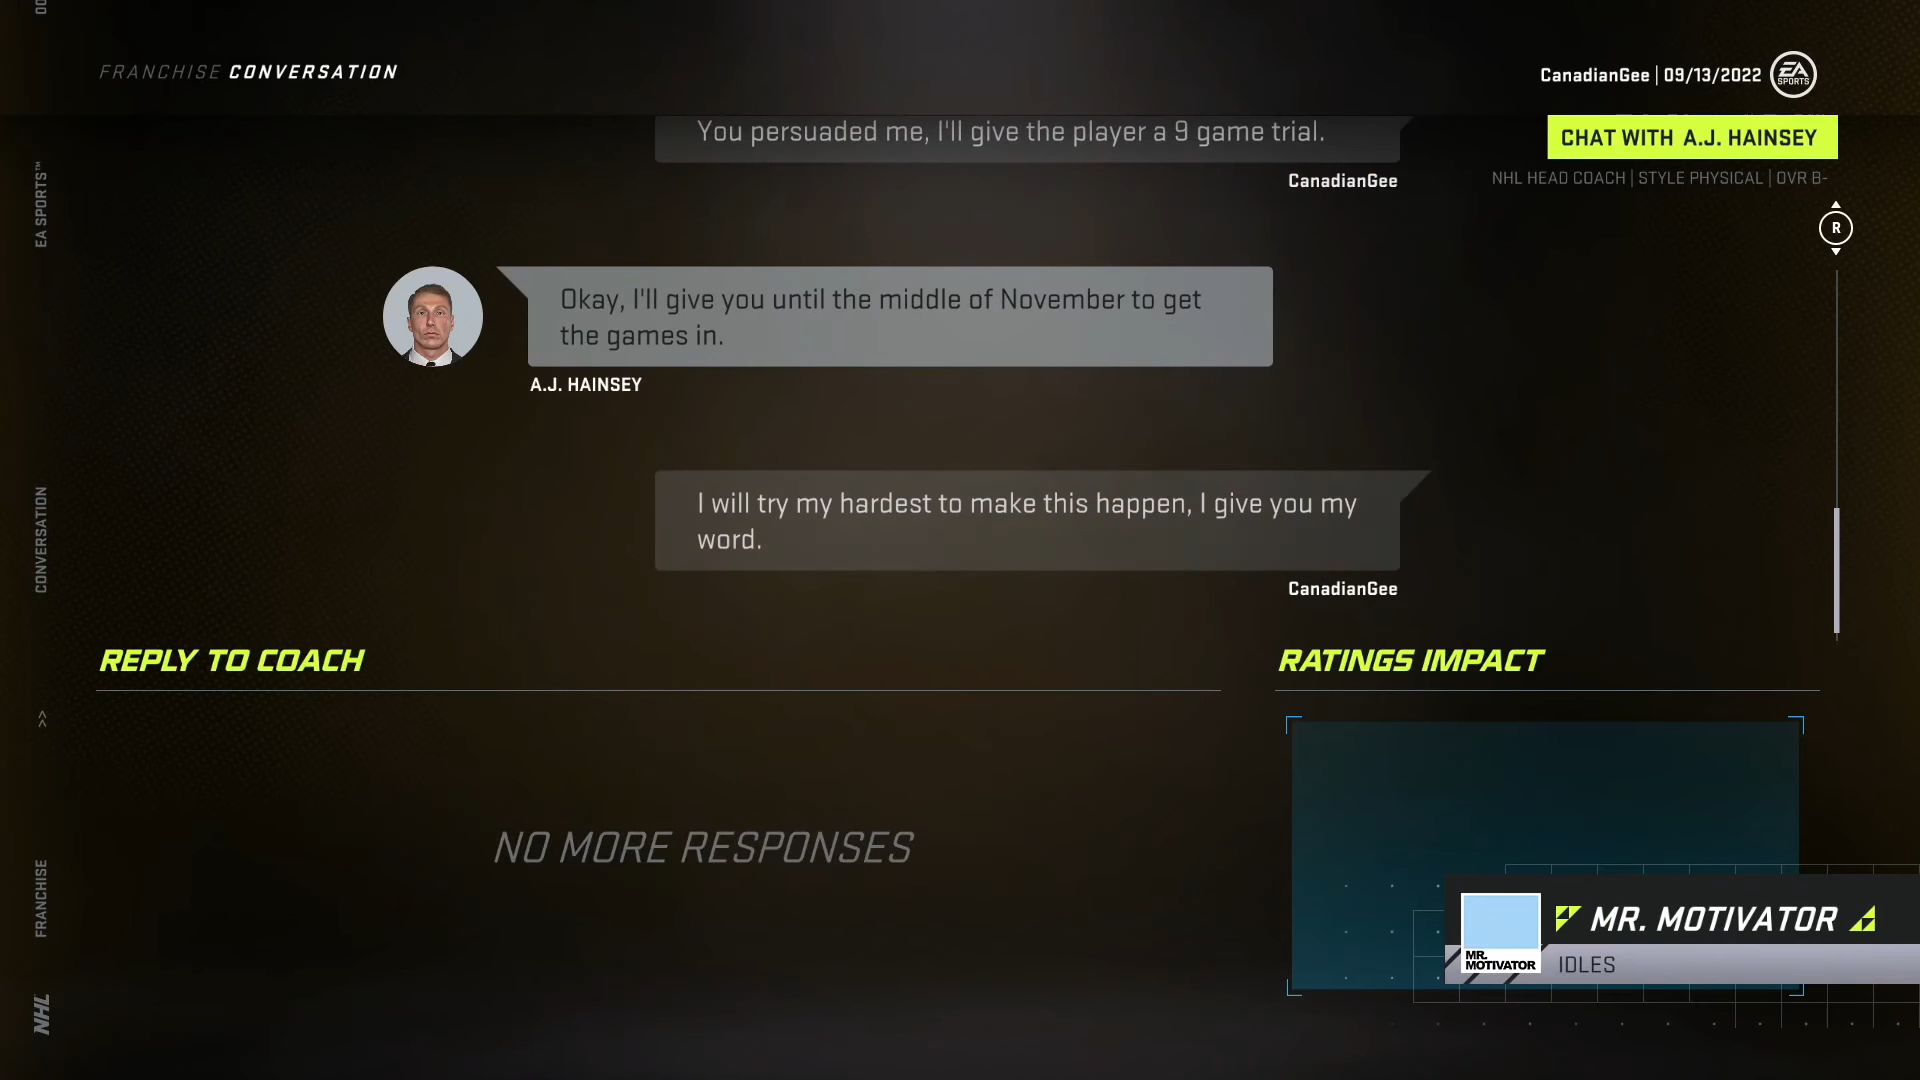 FRANCHISE CONVERSATION
CanadianGee | 09/13/2022
EA SPORTS
CHAT WITH A.J. HAINSEY
NHL HEAD COACH | STYLE PHYSICAL | OVR B-
R
You persuaded me, I'll give the player a 9 game trial.
CanadianGee
Okay, I'll give you until the middle of November to get
the games in.
A.J. HAINSEY
I will try my hardest to make this happen, I give you my
word.
CanadianGee
REPLY TO COACH
NO MORE RESPONSES
RATINGS IMPACT
MR. MOTIVATOR
IDLES
MR.
MOTIVATOR
EA SPORTS™
CONVERSATION
>>
FRANCHISE
NHL